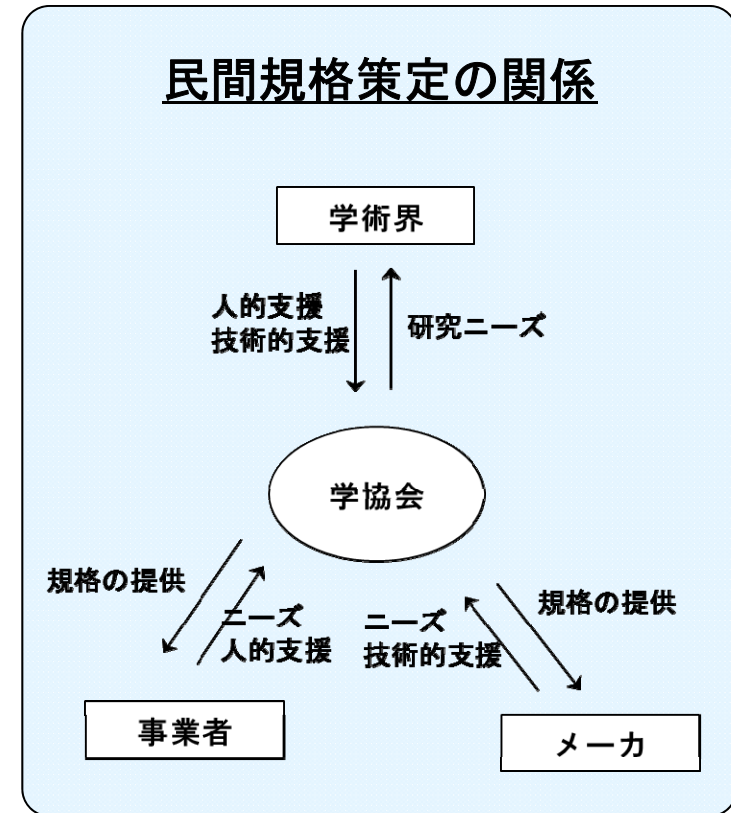 民間規格策定の関係
学術界
人的支援
技術的支援
研究ニーズ
学協会
規格の提供
ニーズ
人的支援
ニーズ
技術的支援
規格の提供
事業者
メーカ